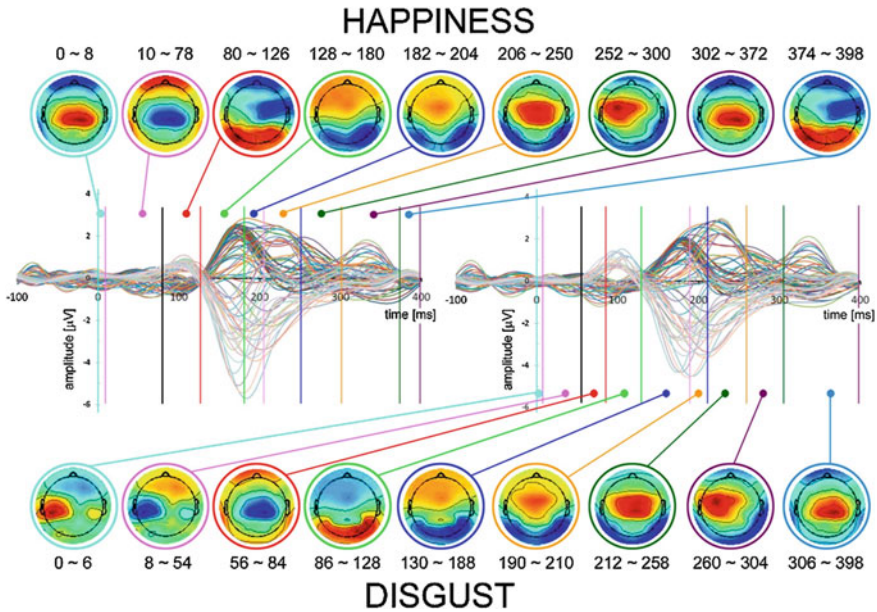 HAPPINESS
0 ~ 8 10 ~ 78 80 ~ 126 128 ~ 180 182 ~ 204 206 ~ 250 252 ~ 300 302 ~ 372 374 ~ 398
4
2
0
-2
-4
-6
amplitude [µV]
-100 0 100 200 300 400
time [ms]
4
2
0
-2
-4
-6
amplitude [µV]
-100 0 100 200 300 400
time [ms]
0 ~ 6 8 ~ 54 56 ~ 84 86 ~ 128 130 ~ 188 190 ~ 210 212 ~ 258 260 ~ 304 306 ~ 398
DISGUST